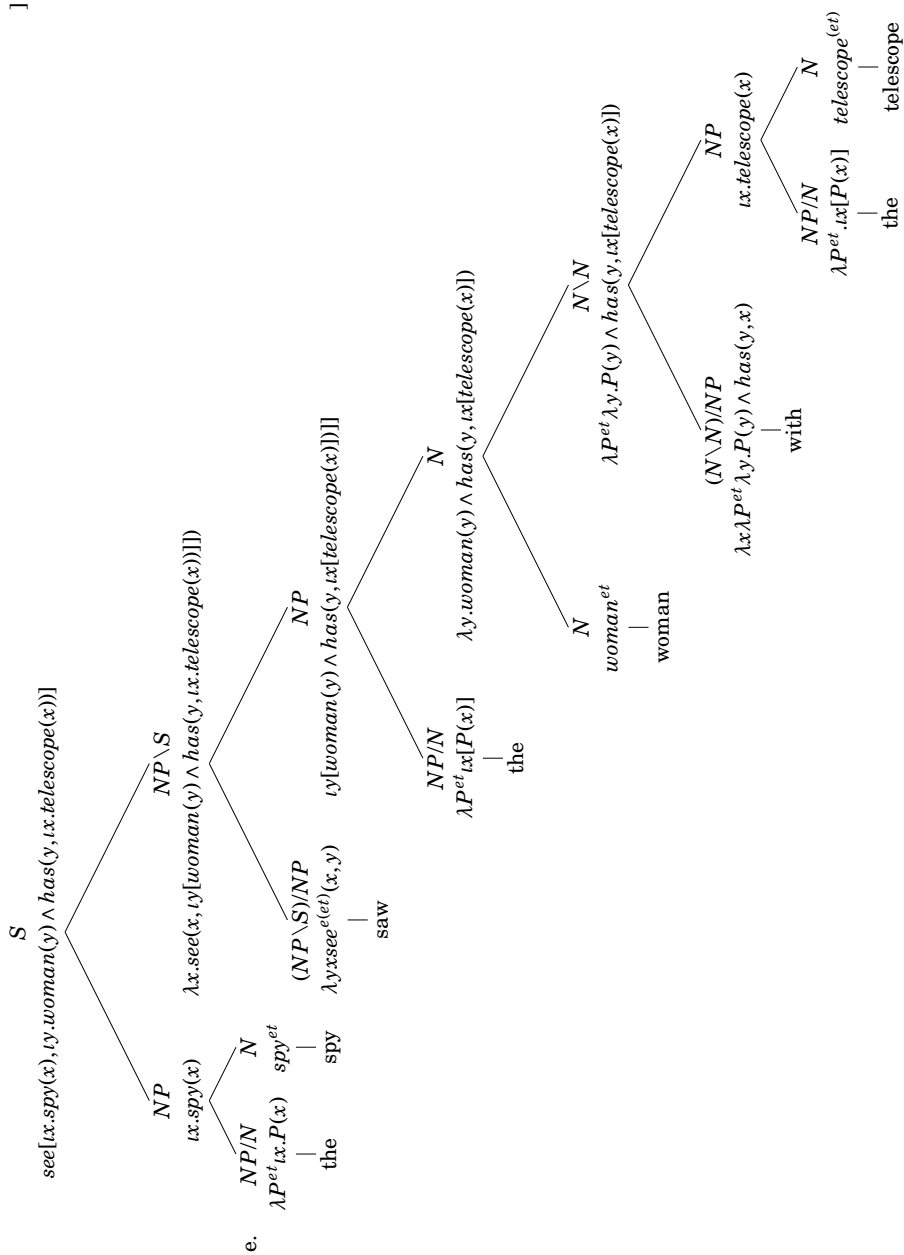 ]
S
see[ιx.spy(x),ιy.woman(y)∧has(y,ιx.telescope(x))]
NP
ιx.spy(x)
NP\S
λx.see(x,ιy[woman(y)∧has(y,ιx.telescope(x))]])
e.
NP/N
λP^{et}ιx.P(x)
the
N
spy^{et}
spy
(NP\S)/NP
λyxsee^{e(et)}(x,y)
saw
NP
ιy[woman(y)∧has(y,ιx[telescope(x)])]]
NP/N
λP^{et}ιx[P(x)]
the
N
λy.woman(y)∧has(y,ιx[telescope(x)])
N
woman^{et}
woman
N\N
λP^{et}λy.P(y)∧has(y,ιx[telescope(x)])
(N\N)/NP
λxλP^{et}λy.P(y)∧has(y,x)
with
NP
ιx.telescope(x)
NP/N
λP^{et}.ιx[P(x)]
the
N
telescope^{(et)}
telescope